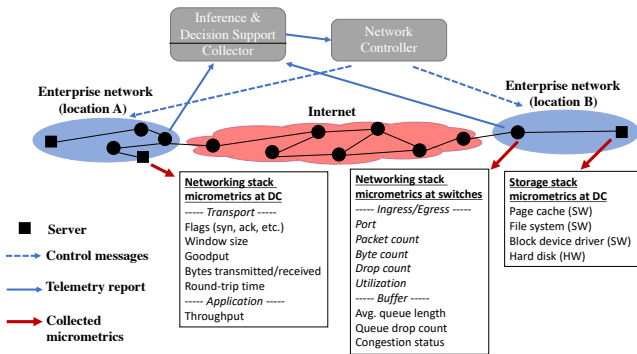 Inference &
Decision Support
Collector
Network
Controller
Enterprise network
(location A)
Internet
Enterprise network
(location B)
Networking stack
micrometrics at DC
----- Transport -----
Flags (syn, ack, etc.)
Window size
Goodput
Bytes transmitted/received
Round-trip time
----- Application -----
Throughput
Networking stack
micrometrics at switches
----- Ingress/Egress -----
Port
Packet count
Byte count
Drop count
Utilization
----- Buffer -----
Avg. queue length
Queue drop count
Congestion status
Storage stack
micrometrics at DC
Page cache (SW)
File system (SW)
Block device driver (SW)
Hard disk (HW)
Server
Control messages
Telemetry report
Collected
micrometrics